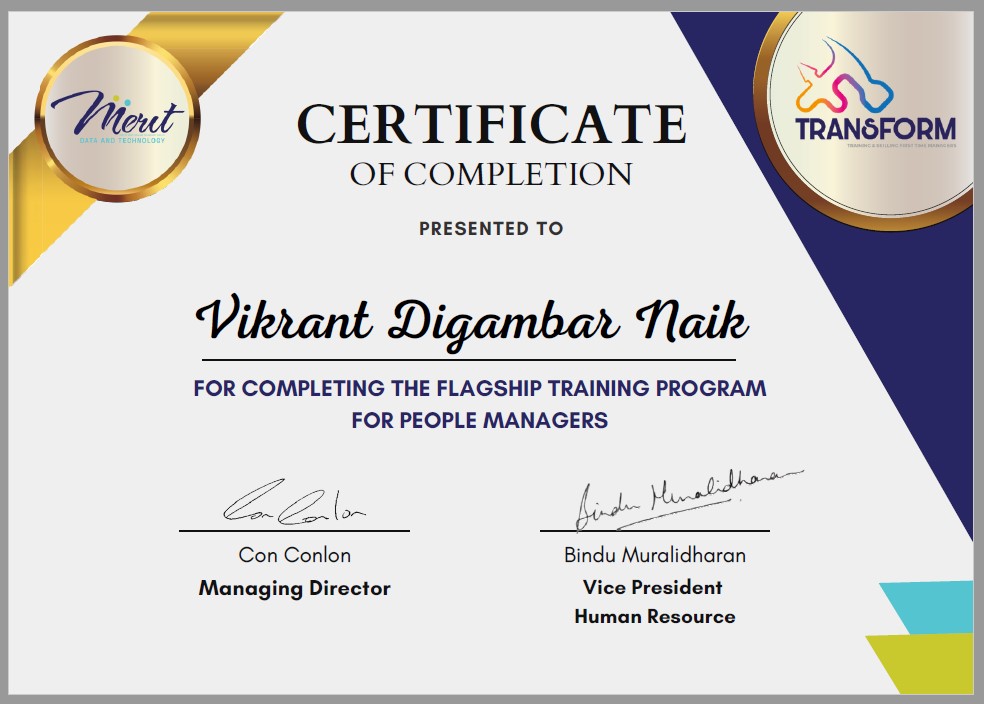 Merit
DATA AND TECHNOLOGY
TRANSFORM
CERTIFICATE
OF COMPLETION
PRESENTED TO
Vikrant Digambar Naik
FOR COMPLETING THE FLAGSHIP TRAINING PROGRAM
FOR PEOPLE MANAGERS
Con Conlon
Bindu Muralidharan
Con Conlon
Managing Director
Bindu Muralidharan
Vice President
Human Resource